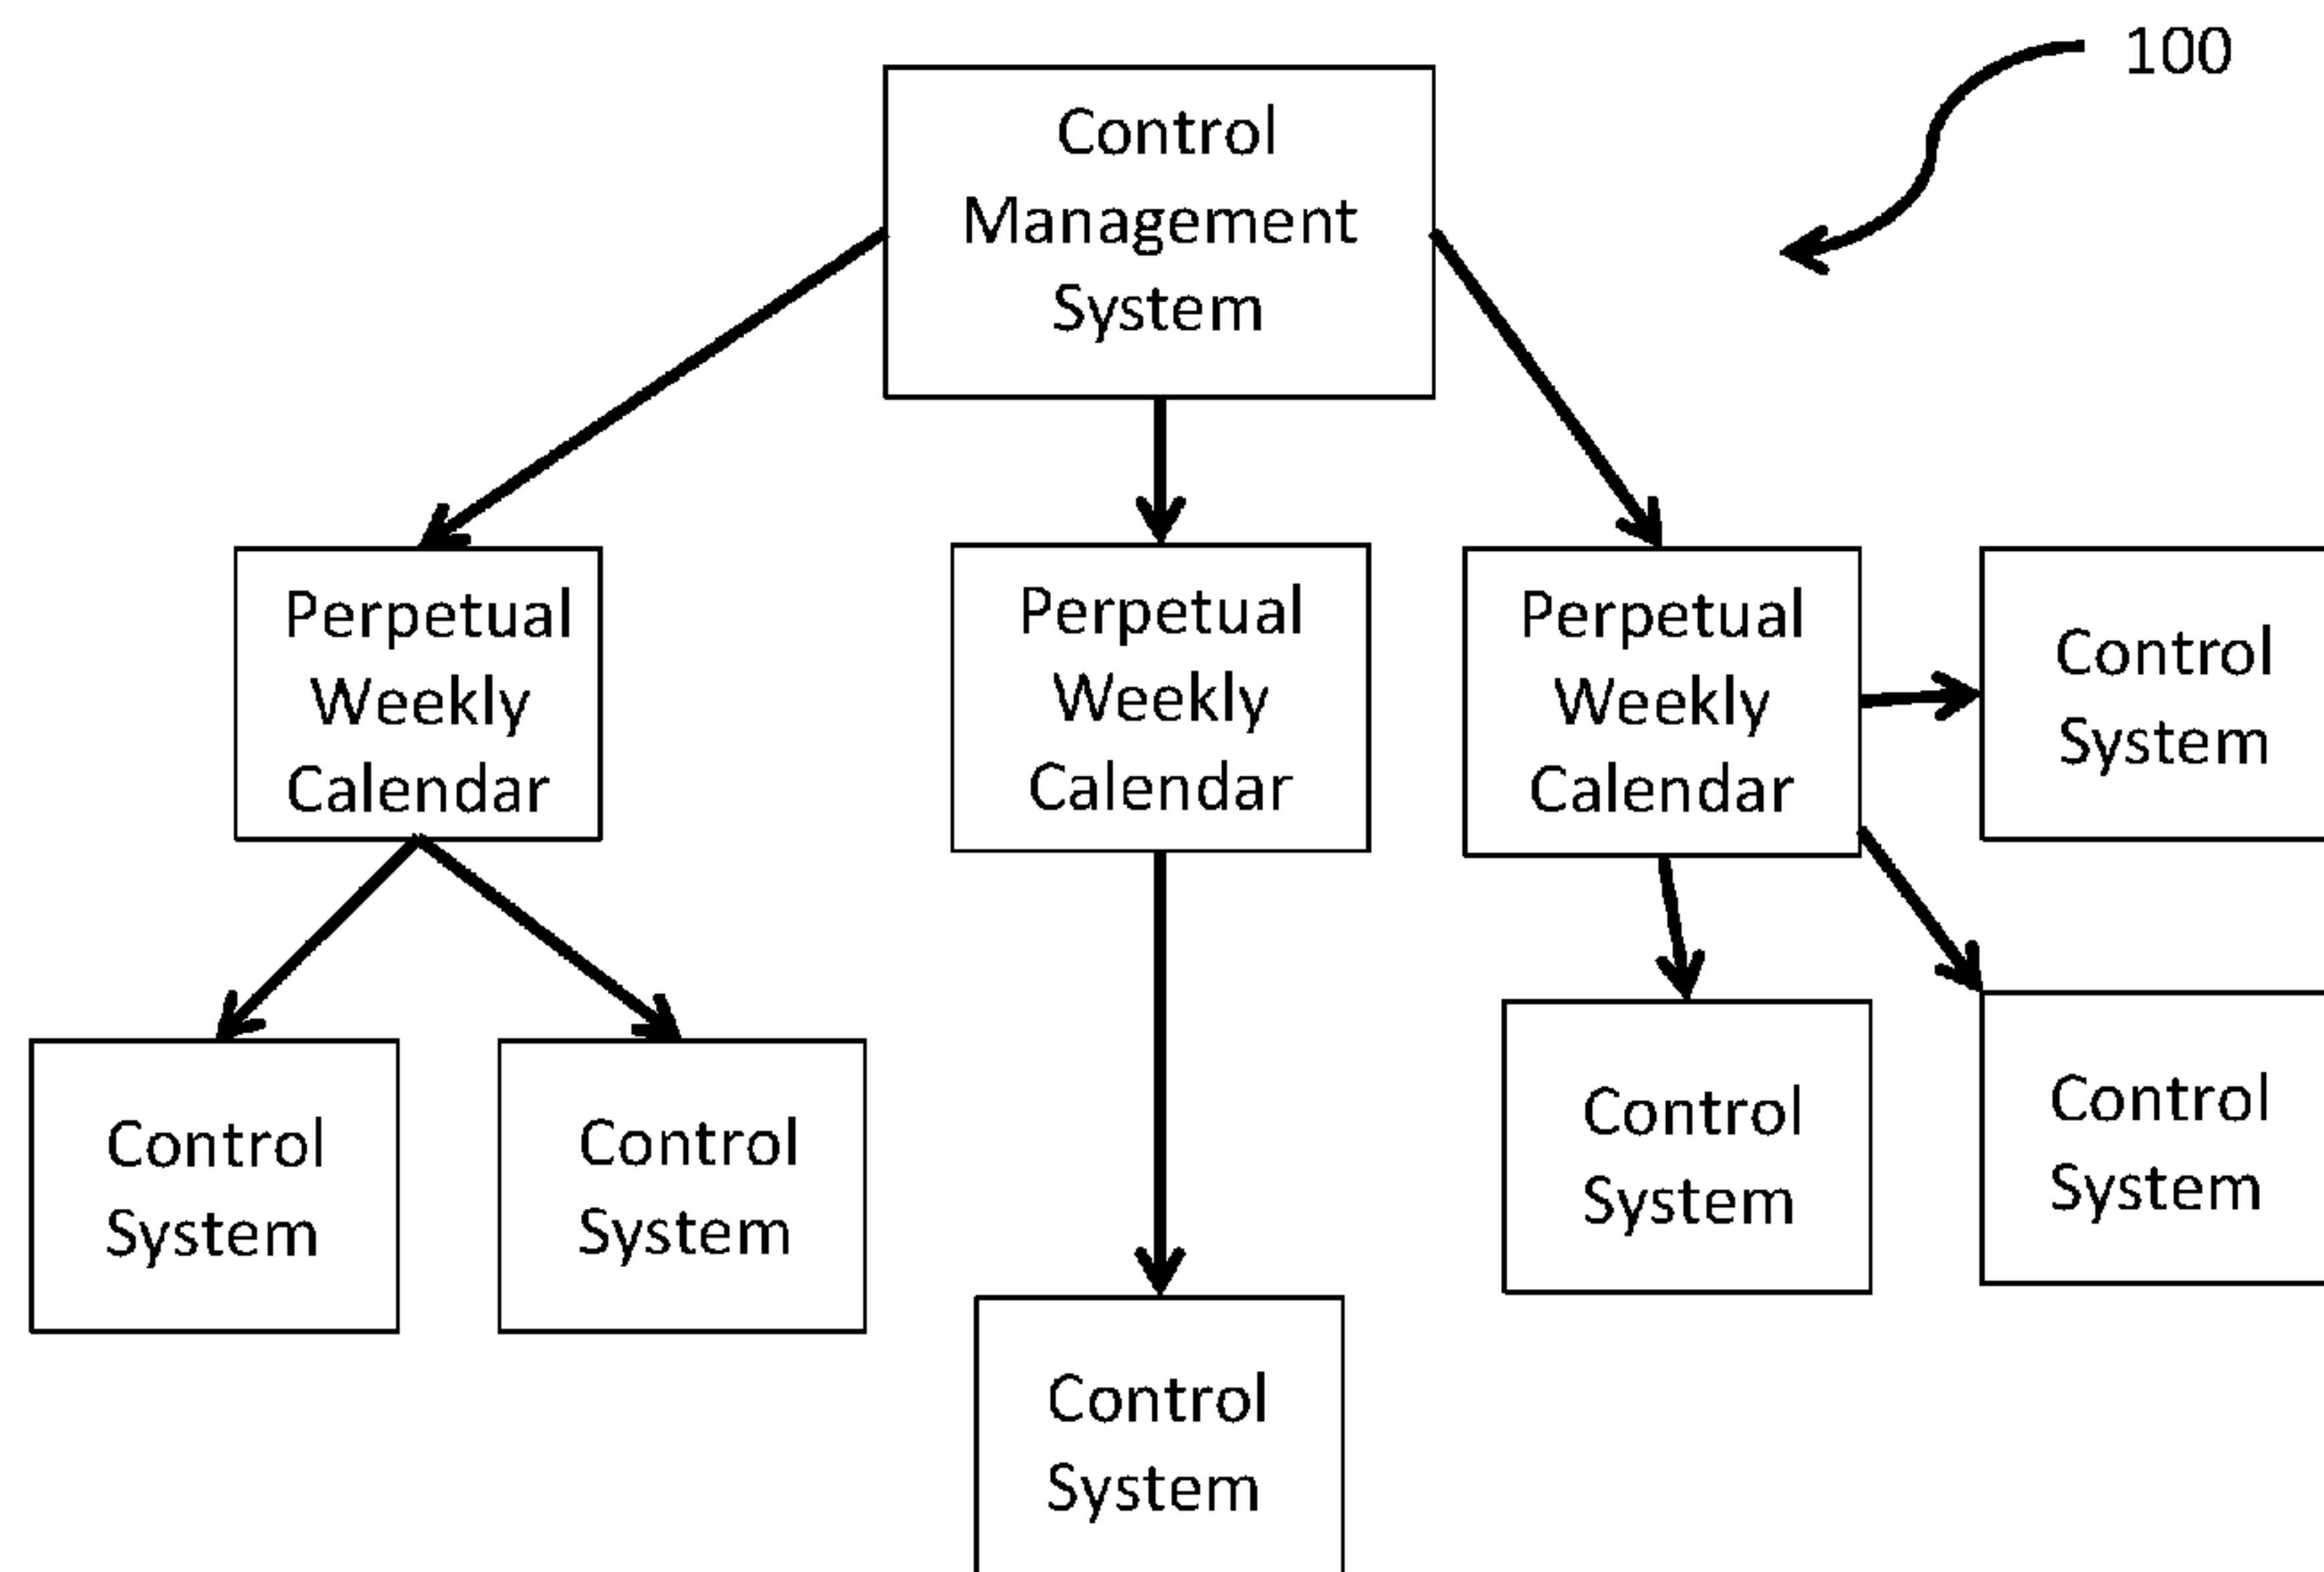 100
Control
Management
System
Perpetual
Weekly
Calendar
Perpetual
Weekly
Calendar
Perpetual
Weekly
Calendar
Control
System
Control
System
Control
System
Control
System
Control
System
Control
System